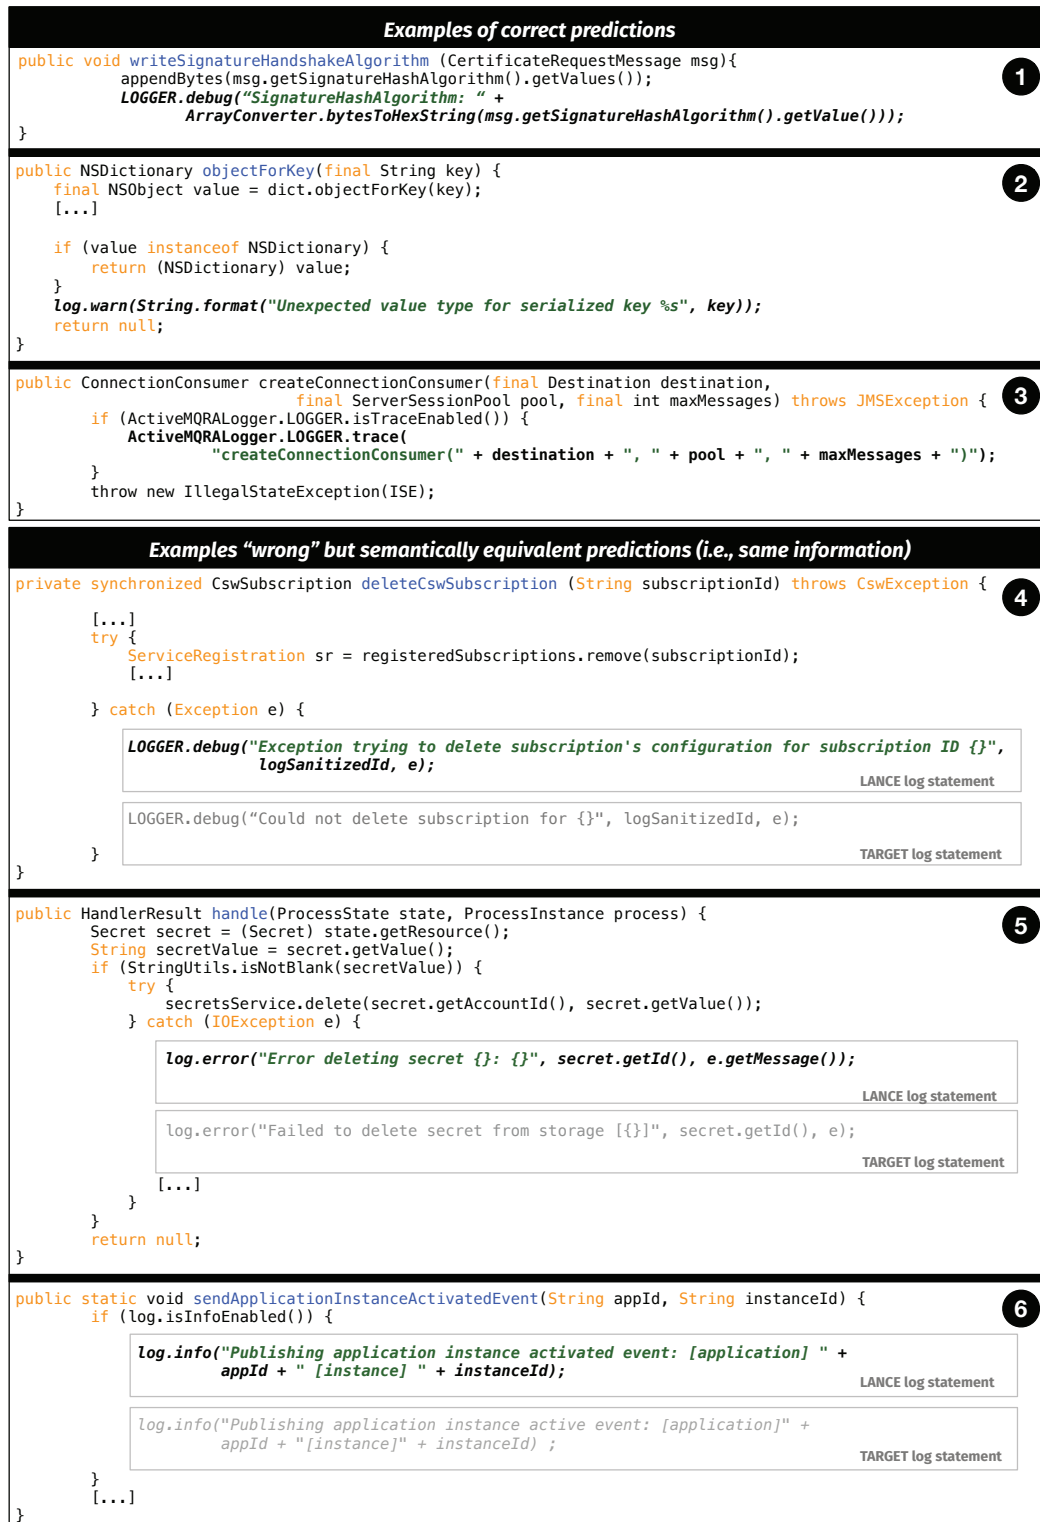 Examples of correct predictions
public void writeSignatureHandshakeAlgorithm (CertificateRequestMessage msg){
1
appendBytes(msg.getSignatureHashAlgorithm().getValues());
LOGGER.debug(“SignatureHashAlgorithm: “ +
ArrayConverter.bytesToHexString(msg.getSignatureHashAlgorithm().getValue()));
}
public NSDictionary objectForKey(final String key) {
2
final NSObject value = dict.objectForKey(key);
[...]
if (value instanceof NSDictionary) {
return (NSDictionary) value;
}
log.warn(String.format("Unexpected value type for serialized key %s", key));
return null;
}
public ConnectionConsumer createConnectionConsumer(final Destination destination,
final ServerSessionPool pool, final int maxMessages) throws JMSException {
3
if (ActiveMQRALogger.LOGGER.isTraceEnabled()) {
ActiveMQRALogger.LOGGER.trace(
"createConnectionConsumer(" + destination + ", " + pool + ", " + maxMessages + ")");
}
throw new IllegalStateException(ISE);
}
Examples “wrong” but semantically equivalent predictions (i.e., same information)
private synchronized CswSubscription deleteCswSubscription (String subscriptionId) throws CswException {
4
[...]
try {
ServiceRegistration sr = registeredSubscriptions.remove(subscriptionId);
[...]
} catch (Exception e) {
LOGGER.debug("Exception trying to delete subscription's configuration for subscription ID {}",
logSanitizedId, e);
LANCE log statement
LOGGER.debug(“Could not delete subscription for {}", logSanitizedId, e);
TARGET log statement
}
}
public HandlerResult handle(ProcessState state, ProcessInstance process) {
5
Secret secret = (Secret) state.getResource();
String secretValue = secret.getValue();
if (StringUtils.isNotBlank(secretValue)) {
try {
secretsService.delete(secret.getAccountId(), secret.getValue());
} catch (IOException e) {
log.error("Error deleting secret {}: {}", secret.getId(), e.getMessage());
LANCE log statement
log.error("Failed to delete secret from storage [{}]", secret.getId(), e);
TARGET log statement
[...]
}
}
return null;
}
public static void sendApplicationInstanceActivatedEvent(String appId, String instanceId) {
6
if (log.isInfoEnabled()) {
log.info("Publishing application instance activated event: [application] " +
appId + " [instance] " + instanceId);
LANCE log statement
log.info("Publishing application instance active event: [application]" +
appId + "[instance]" + instanceId) ;
TARGET log statement
}
[...]
}